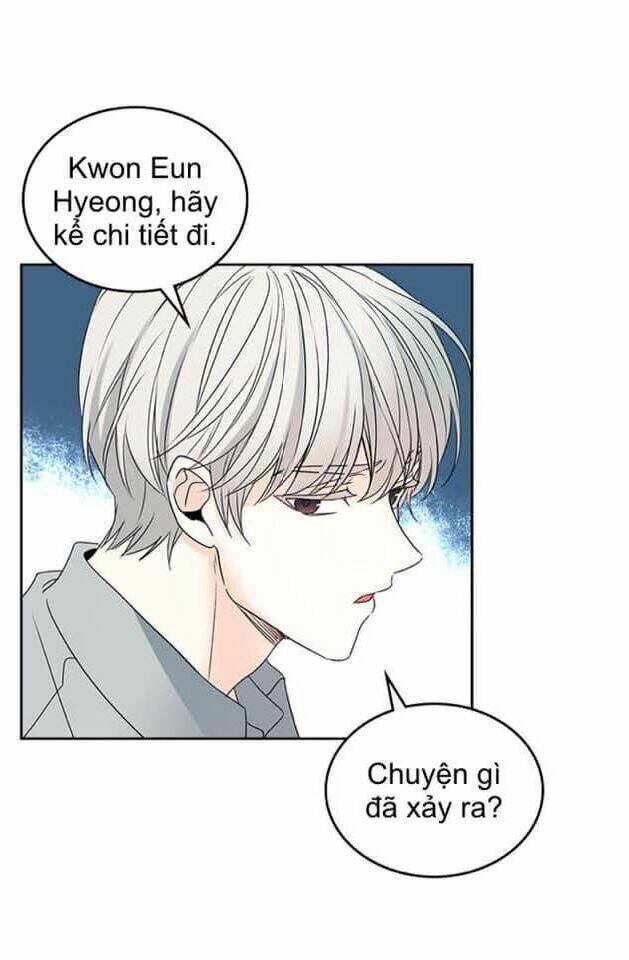 Kwon Eun
Hyeong, hãy
kể chi tiết đi.
Chuyện gì
đã xảy ra?